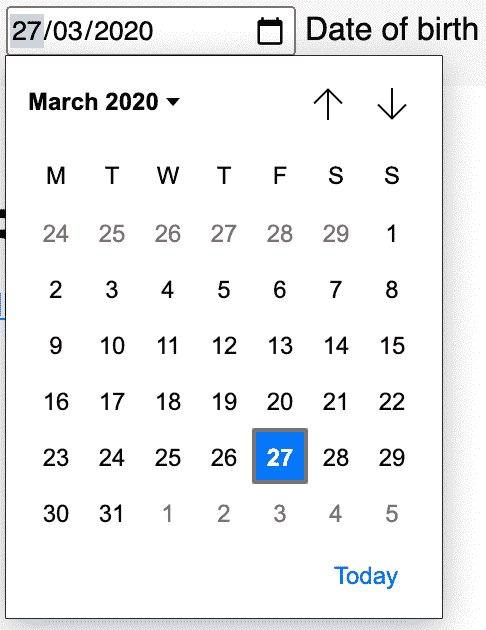 27/03/2020 Date of birth
March 2020
M T W T F S S
24 25 26 27 28 29 1
2 3 4 5 6 7 8
9 10 11 12 13 14 15
16 17 18 19 20 21 22
23 24 25 26 27 28 29
30 31 1 2 3 4 5
Today